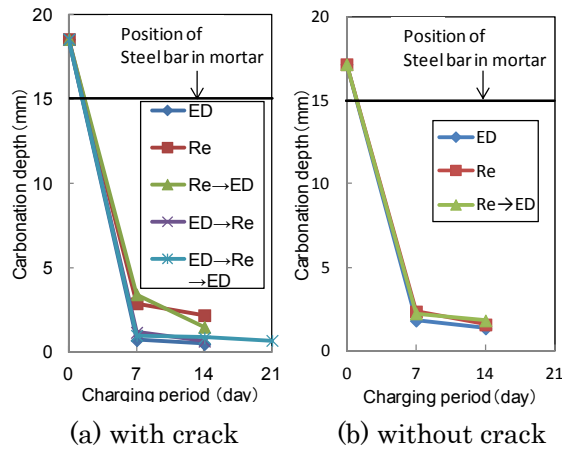 20
15
10
5
0
Carbonation depth (mm)
Position of
Steel bar in mortar
ED
Re
Re→ED
ED→Re
ED→Re
→ED
0
7
14
21
Charging period (day)
(a) with crack
20
15
10
5
0
Carbonation depth (mm)
Position of
Steel bar in mortar
ED
Re
Re→ED
0
7
14
21
Charging period (day)
(b) without crack